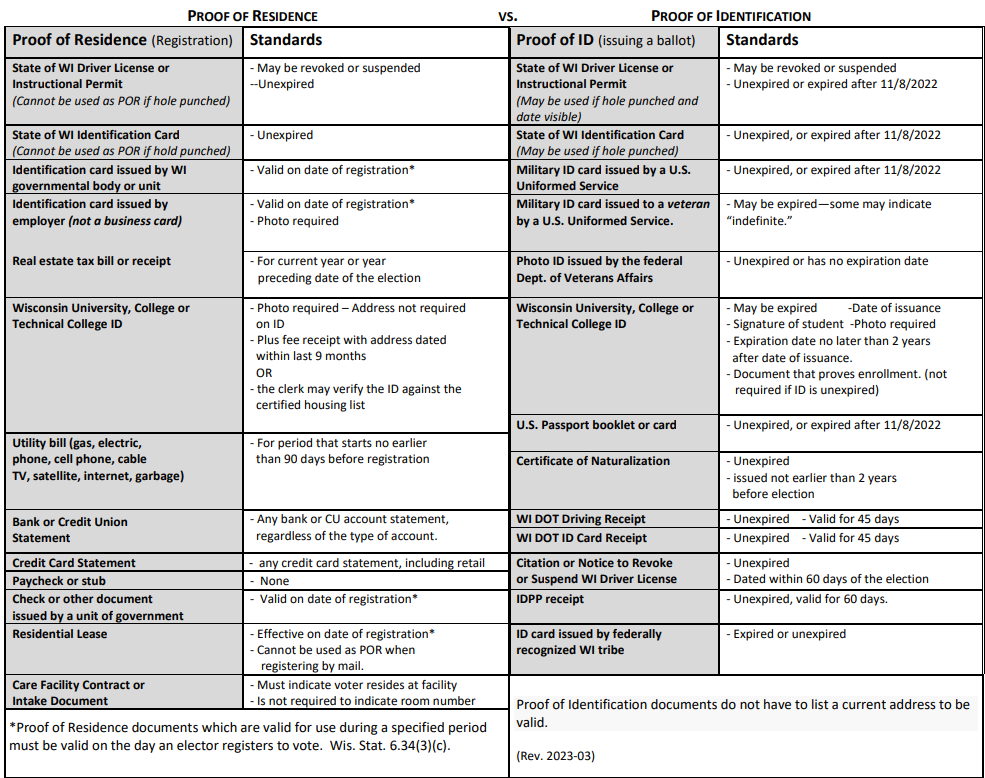 PROOF OF RESIDENCE VS. PROOF OF IDENTIFICATION
Proof of Residence (Registration)
Standards
State of WI Driver License or
Instructional Permit
(Cannot be used as POR if hole punched)
- May be revoked or suspended
--Unexpired
State of WI Identification Card
(Cannot be used as POR if hold punched)
- Unexpired
Identification card issued by WI
governmental body or unit
- Valid on date of registration*
Identification card issued by
employer (not a business card)
- Valid on date of registration*
- Photo required
Real estate tax bill or receipt
- For current year or year
preceding date of the election
Wisconsin University, College or
Technical College ID
- Photo required – Address not required
on ID
- Plus fee receipt with address dated
within last 9 months
OR
- the clerk may verify the ID against the
certified housing list
Utility bill (gas, electric,
phone, cell phone, cable
TV, satellite, internet, garbage)
- For period that starts no earlier
than 90 days before registration
Bank or Credit Union
Statement
- Any bank or CU account statement,
regardless of the type of account.
Credit Card Statement
- any credit card statement, including retail
Paycheck or stub
- None
Check or other document
issued by a unit of government
- Valid on date of registration*
Residential Lease
- Effective on date of registration*
- Cannot be used as POR when
registering by mail.
Care Facility Contract or
Intake Document
- Must indicate voter resides at facility
- Is not required to indicate room number
*Proof of Residence documents which are valid for use during a specified period
must be valid on the day an elector registers to vote. Wis. Stat. 6.34(3)(c).
Proof of ID (issuing a ballot)
Standards
State of WI Driver License or
Instructional Permit
(May be used if hole punched and
date visible)
- May be revoked or suspended
- Unexpired or expired after 11/8/2022
State of WI Identification Card
(May be used if hole punched)
- Unexpired, or expired after 11/8/2022
Military ID card issued by a U.S.
Uniformed Service
- Unexpired, or expired after 11/8/2022
Military ID card issued to a veteran
by a U.S. Uniformed Service.
- May be expired—some may indicate
“indefinite.”
Photo ID issued by the federal
Dept. of Veterans Affairs
- Unexpired or has no expiration date
Wisconsin University, College or
Technical College ID
- May be expired -Date of issuance
- Signature of student -Photo required
- Expiration date no later than 2 years
after date of issuance.
- Document that proves enrollment. (not
required if ID is unexpired)
U.S. Passport booklet or card
- Unexpired, or expired after 11/8/2022
Certificate of Naturalization
- Unexpired
- issued not earlier than 2 years
before election
WI DOT Driving Receipt
- Unexpired - Valid for 45 days
WI DOT ID Card Receipt
- Unexpired - Valid for 45 days
Citation or Notice to Revoke
or Suspend WI Driver License
- Unexpired
- Dated within 60 days of the election
IDPP receipt
- Unexpired, valid for 60 days.
ID card issued by federally
recognized WI tribe
- Expired or unexpired
Proof of Identification documents do not have to list a current address to be
valid.
(Rev. 2023-03)